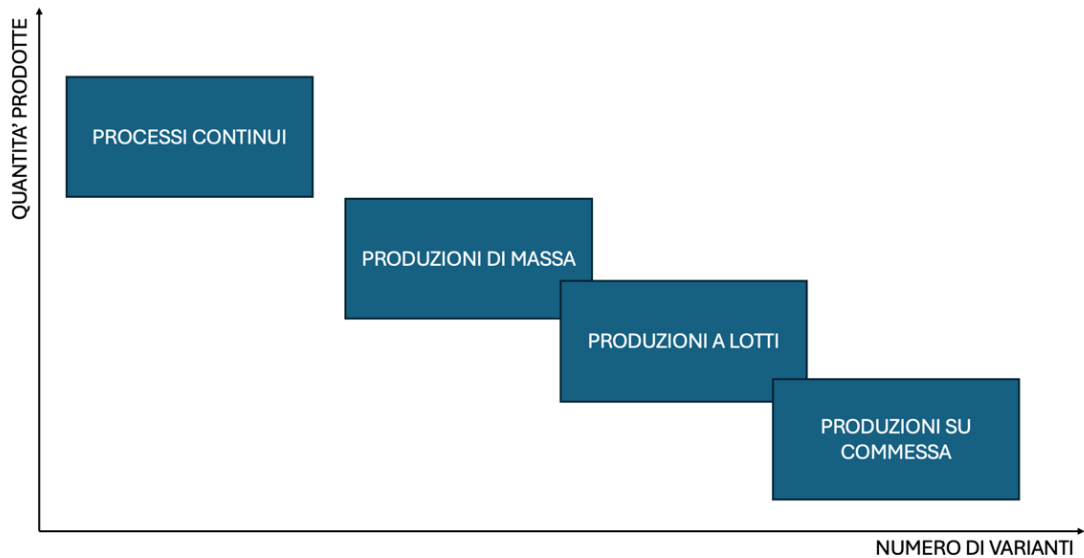 QUANTITA’ PRODOTTE
PROCESSI CONTINUI
PRODUZIONI DI MASSA
PRODUZIONI A LOTTI
PRODUZIONI SU
COMMESSA
NUMERO DI VARIANTI